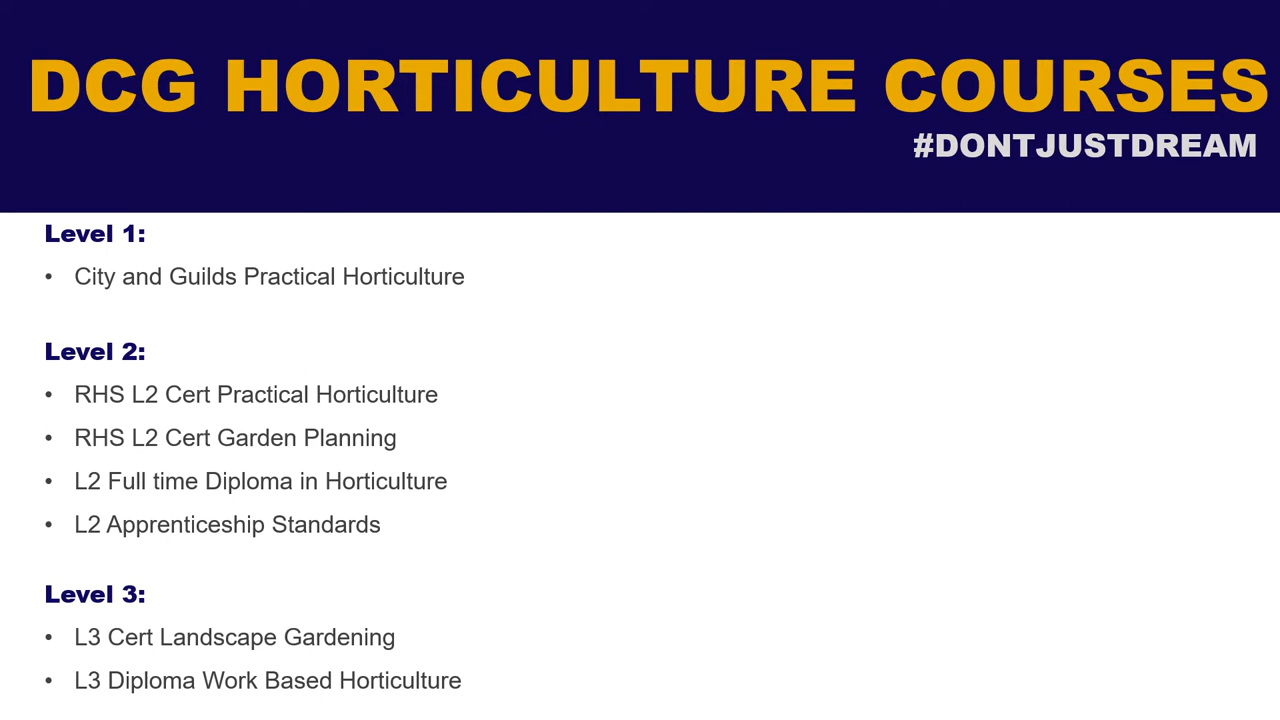 DCG HORTICULTURE COURSES
#DONTJUSTDREAM
Level 1:
• City and Guilds Practical Horticulture
Level 2:
• RHS L2 Cert Practical Horticulture
• RHS L2 Cert Garden Planning
• L2 Full time Diploma in Horticulture
• L2 Apprenticeship Standards
Level 3:
• L3 Cert Landscape Gardening
• L3 Diploma Work Based Horticulture